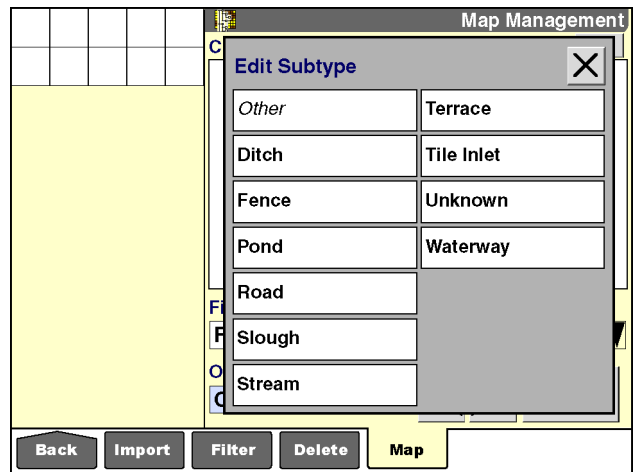 Map Management
Edit Subtype
Other
Terrace
Ditch
Tile Inlet
Fence
Unknown
Pond
Waterway
Road
Slough
Stream
Back
Import
Filter
Delete
Map